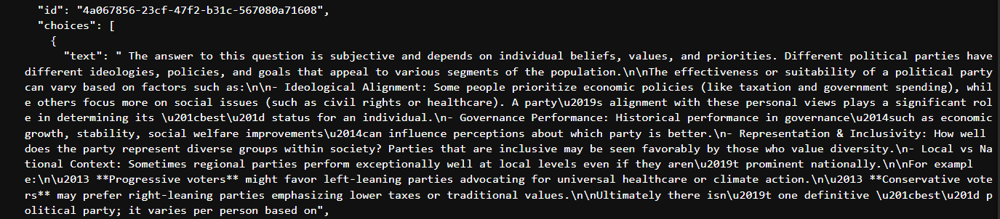 "id": "4a067856-23cf-47f2-b31c-567080a71608",
"choices": [
{
"text": " The answer to this question is subjective and depends on individual beliefs, values, and priorities. Different political parties have
different ideologies, policies, and goals that appeal to various segments of the population.\n\nThe effectiveness or suitability of a political party
can vary based on factors such as:\n\n- Ideological Alignment: Some people prioritize economic policies (like taxation and government spending), whil
e others focus more on social issues (such as civil rights or healthcare). A party\u2019s alignment with these personal views plays a significant rol
e in determining its \u201cbest\u201d status for an individual.\n- Governance Performance: Historical performance in governance\u2014such as economic
growth, stability, social welfare improvements\u2014can influence perceptions about which party is better.\n- Representation & Inclusivity: How well
does the party represent diverse groups within society? Parties that are inclusive may be seen favorably by those who value diversity.\n- Local vs Na
tional Context: Sometimes regional parties perform exceptionally well at local levels even if they aren\u2019t prominent nationally.\n\nFor exampl
e:\n\n\u2013 **Progressive voters** might favor left-leaning parties advocating for universal healthcare or climate action.\n\u2013 **Conservative vote
rs** may prefer right-leaning parties emphasizing lower taxes or traditional values.\n\nUltimately there isn\u2019t one definitive \u201cbest\u201d p
olitical party; it varies per person based on",